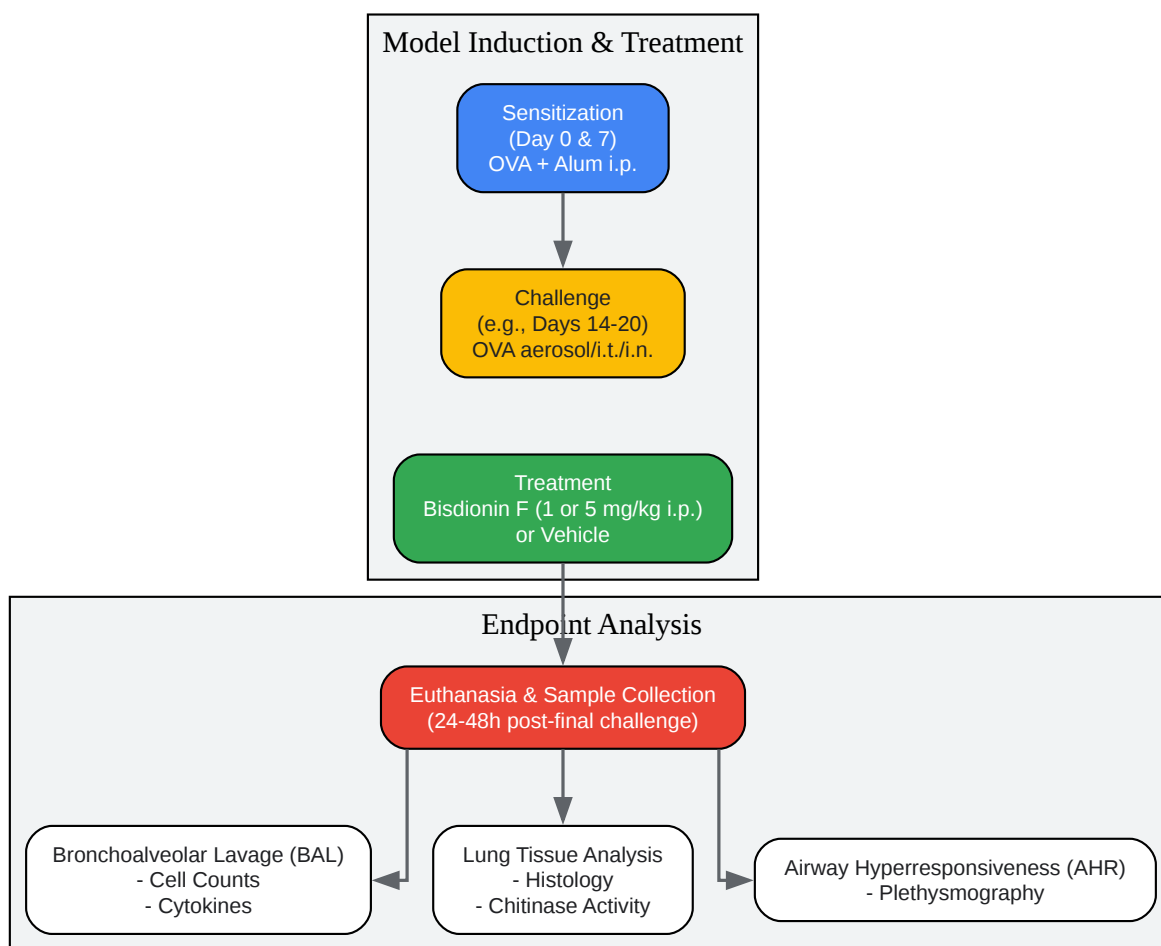 Model Induction & Treatment
Sensitization
(Day 0 & 7)
OVA + Alum i.p.
Challenge
(e.g., Days 14-20)
OVA aerosol/i.t./i.n.
Treatment
Bisdionin F (1 or 5 mg/kg i.p.)
or Vehicle
Endpoint Analysis
Euthanasia & Sample Collection
(24-48h post-final challenge)
Bronchoalveolar Lavage (BAL)
- Cell Counts
- Cytokines
Lung Tissue Analysis
- Histology
- Chitinase Activity
Airway Hyperresponsiveness (AHR)
- Plethysmography